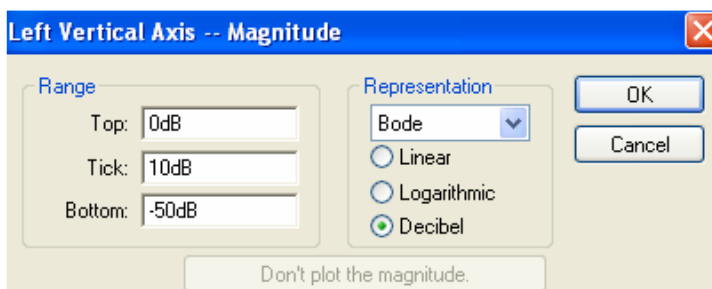 Left Vertical Axis -- Magnitude
Range
Top: 0dB
Tick: 10dB
Bottom: -50dB
Representation
Bode
Linear
Logarithmic
Decibel
OK
Cancel
Don't plot the magnitude.